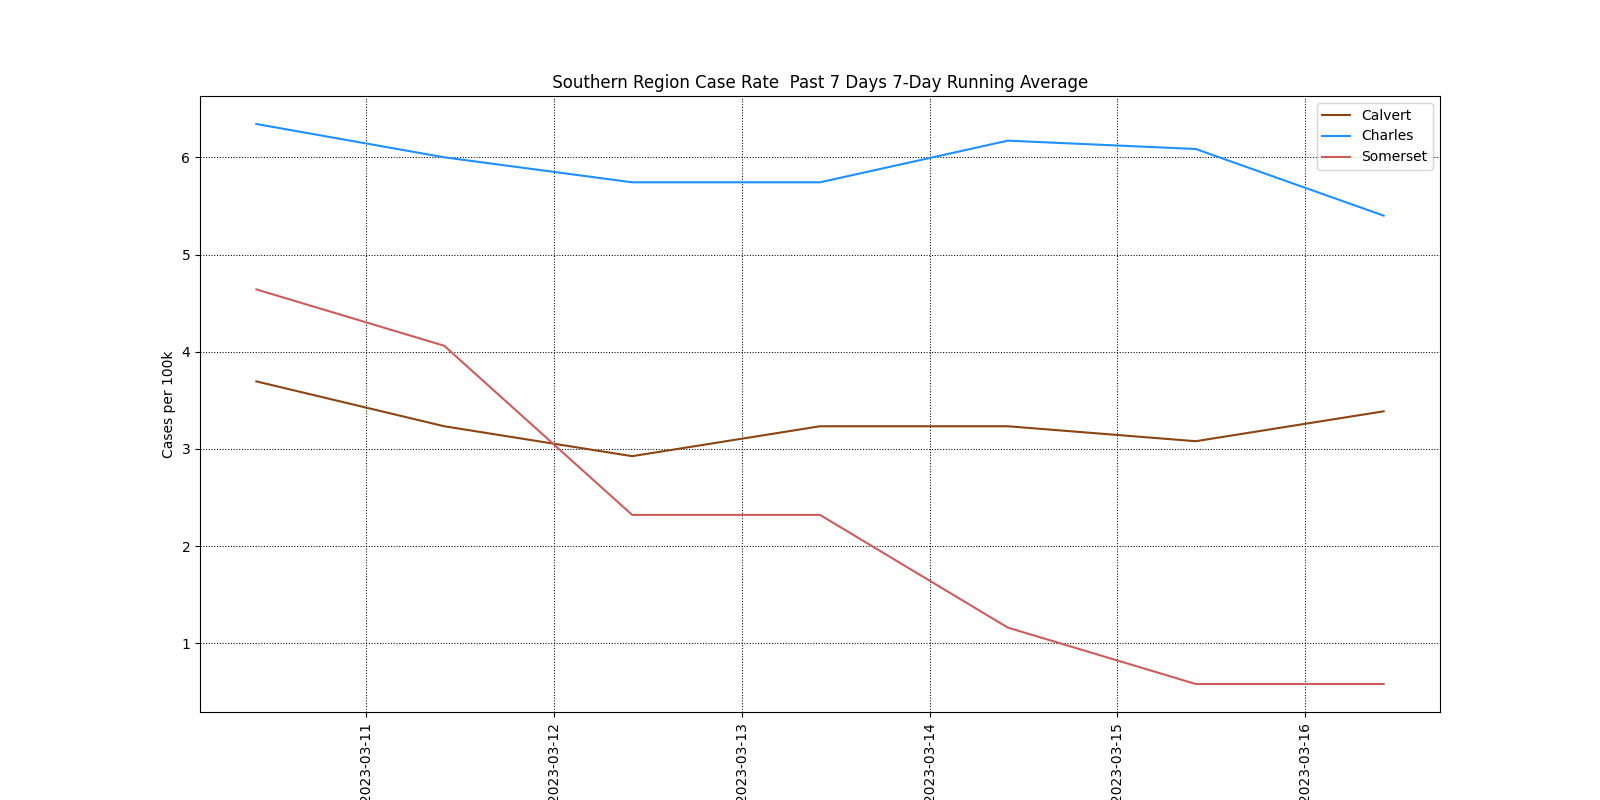 Southern Region Case Rate  Past 7 Days 7-Day Running Average
Calvert
Charles
Somerset
Cases per 100k
6
5
4
3
2
1
2023-03-11
2023-03-12
2023-03-13
2023-03-14
2023-03-15
2023-03-16